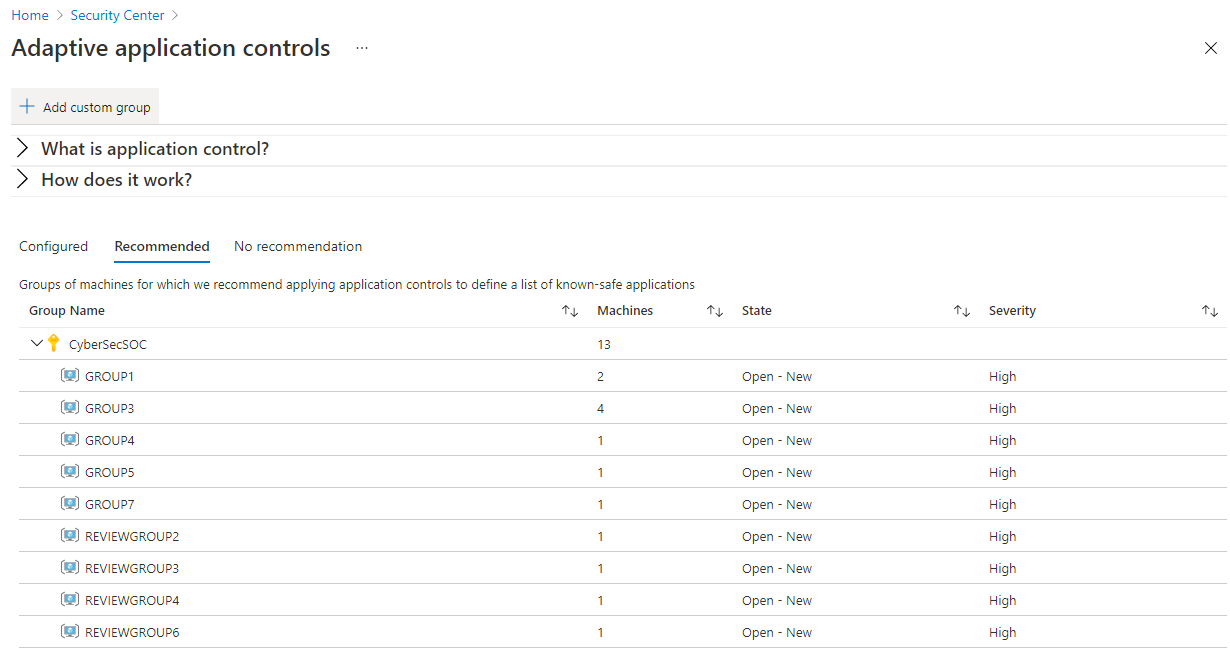 Home > Security Center >
Adaptive application controls ...
Add custom group
What is application control?
How does it work?
Configured Recommended No recommendation
Groups of machines for which we recommend applying application controls to define a list of known-safe applications
Group Name Machines State Severity
CyberSecSOC 13
GROUP1 2 Open - New High
GROUP3 4 Open - New High
GROUP4 1 Open - New High
GROUP5 1 Open - New High
GROUP7 1 Open - New High
REVIEWGROUP2 1 Open - New High
REVIEWGROUP3 1 Open - New High
REVIEWGROUP4 1 Open - New High
REVIEWGROUP6 1 Open - New High